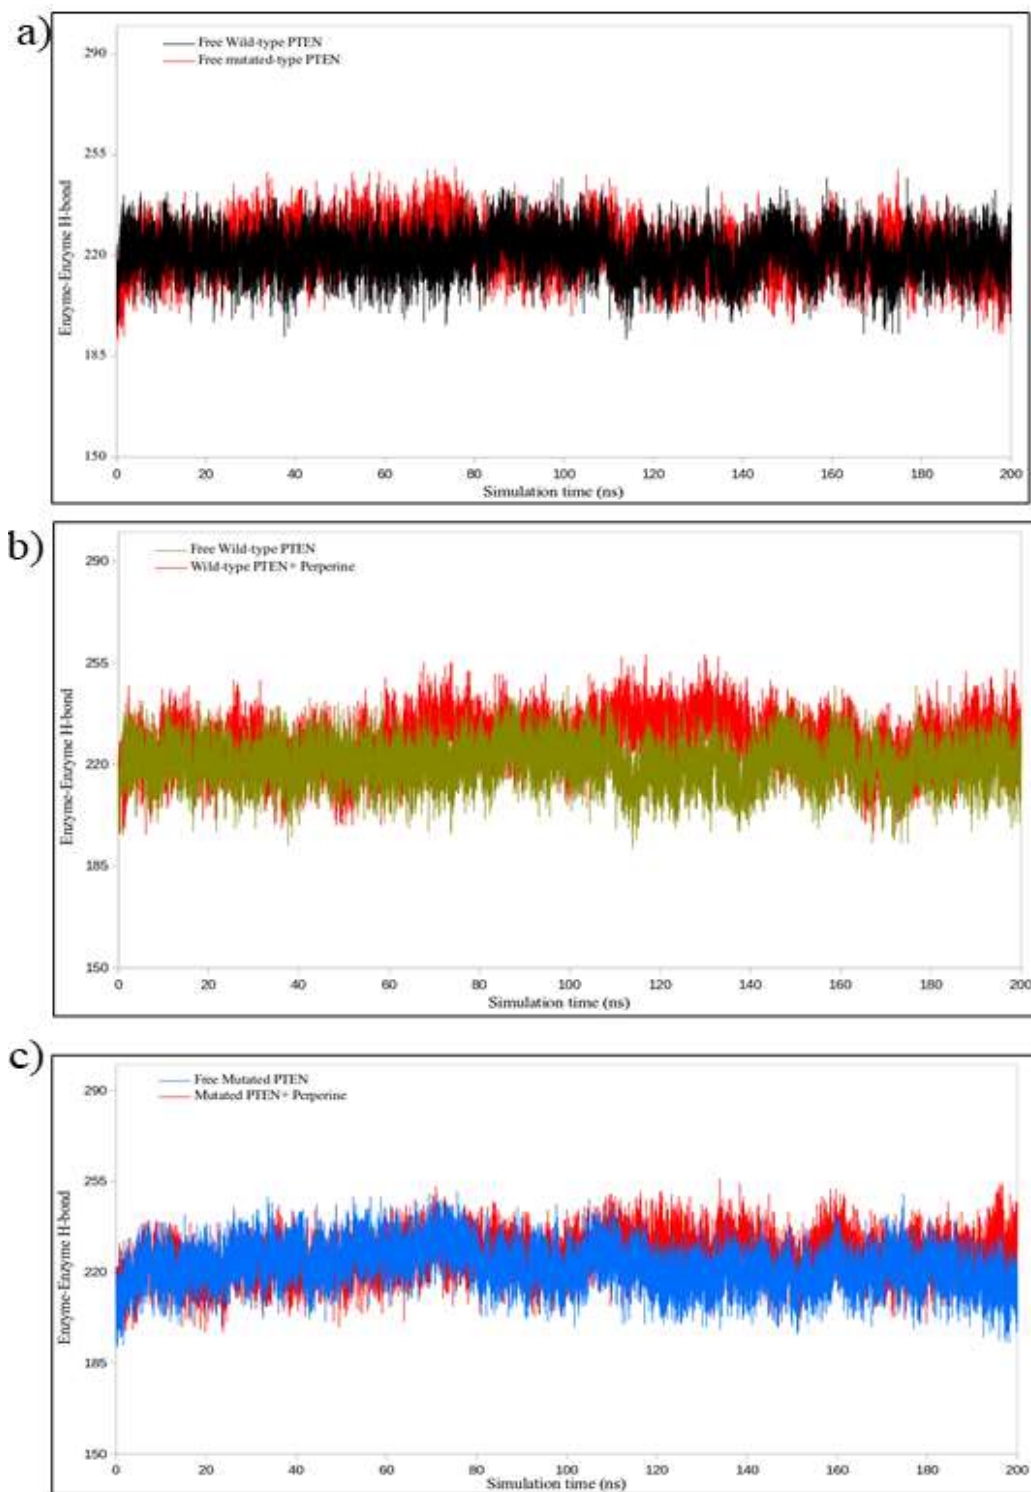 a)
Free Wild-type PTEN
Free mutated-type PTEN
290
255
220
185
150
Enzyme-Enzyme H-bond
0 20 40 60 80 100 120 140 160 180 200
Simulation time (ns)
b)
Free Wild-type PTEN
Wild-type PTEN+ Perperine
290
255
220
185
150
Enzyme-Enzyme H-bond
0 20 40 60 80 100 120 140 160 180 200
Simulation time (ns)
c)
Free Mutated PTEN
Mutated PTEN+ Perperine
290
255
220
185
150
Enzyme-Enzyme H-bond
0 20 40 60 80 100 120 140 160 180 200
Simulation time (ns)